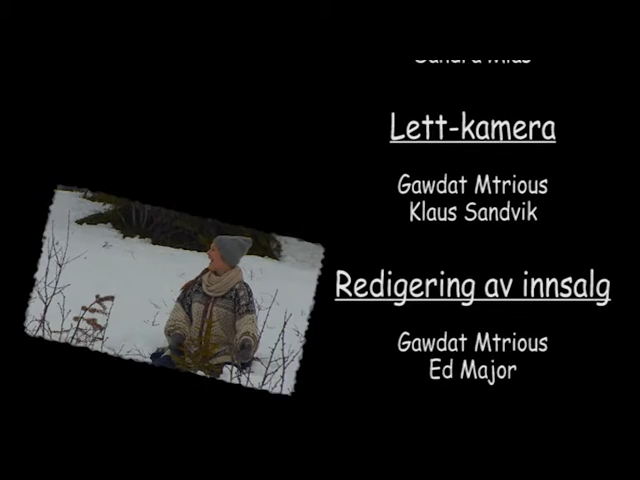 Lett-kamera
Gawdat Mtrious
Klaus Sandvik
Redigering av innsalg
Gawdat Mtrious
Ed Major